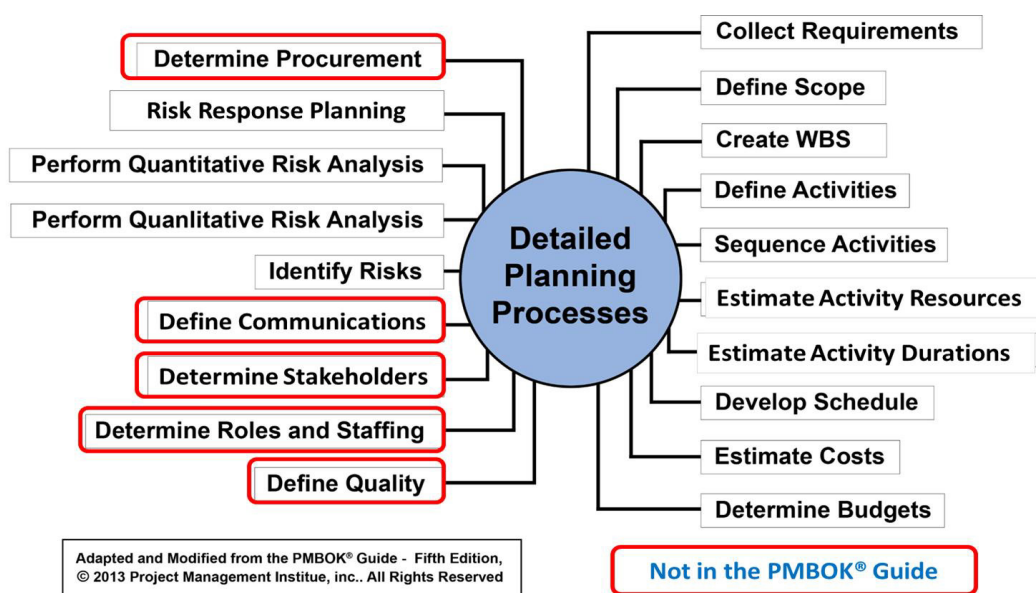 Determine Procurement
Risk Response Planning
Perform Quantitative Risk Analysis
Perform Quanlitative Risk Analysis
Identify Risks
Define Communications
Determine Stakeholders
Determine Roles and Staffing
Define Quality
Detailed
Planning
Processes
Collect Requirements
Define Scope
Create WBS
Define Activities
Sequence Activities
Estimate Activity Resources
Estimate Activity Durations
Develop Schedule
Estimate Costs
Determine Budgets
Adapted and Modified from the PMBOK® Guide - Fifth Edition,
© 2013 Project Management Institue, inc.. All Rights Reserved
Not in the PMBOK® Guide